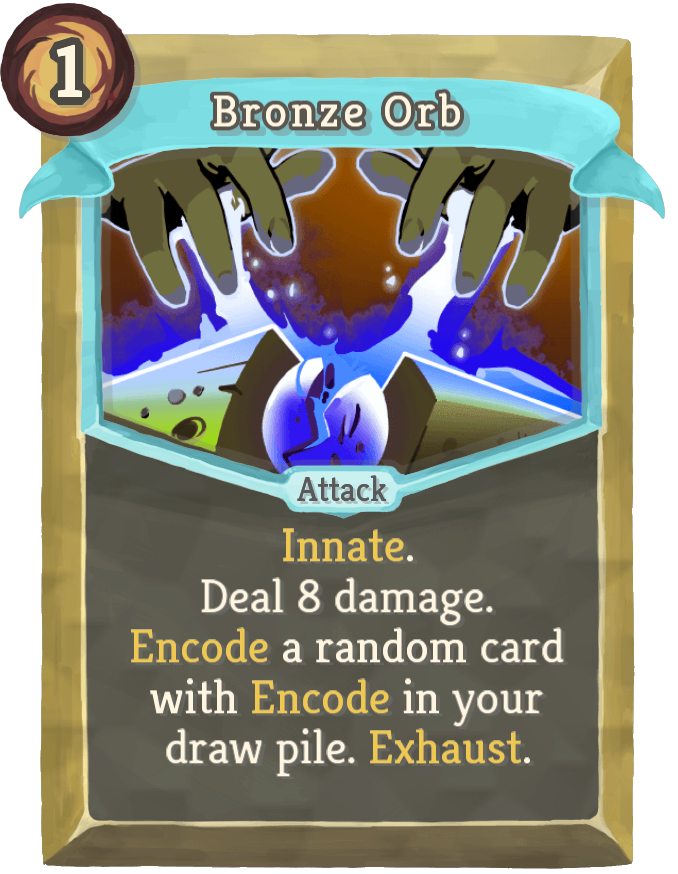 1
Bronze Orb
Attack
Innate.
Deal 8 damage.
Encode a random card
with Encode in your
draw pile. Exhaust.